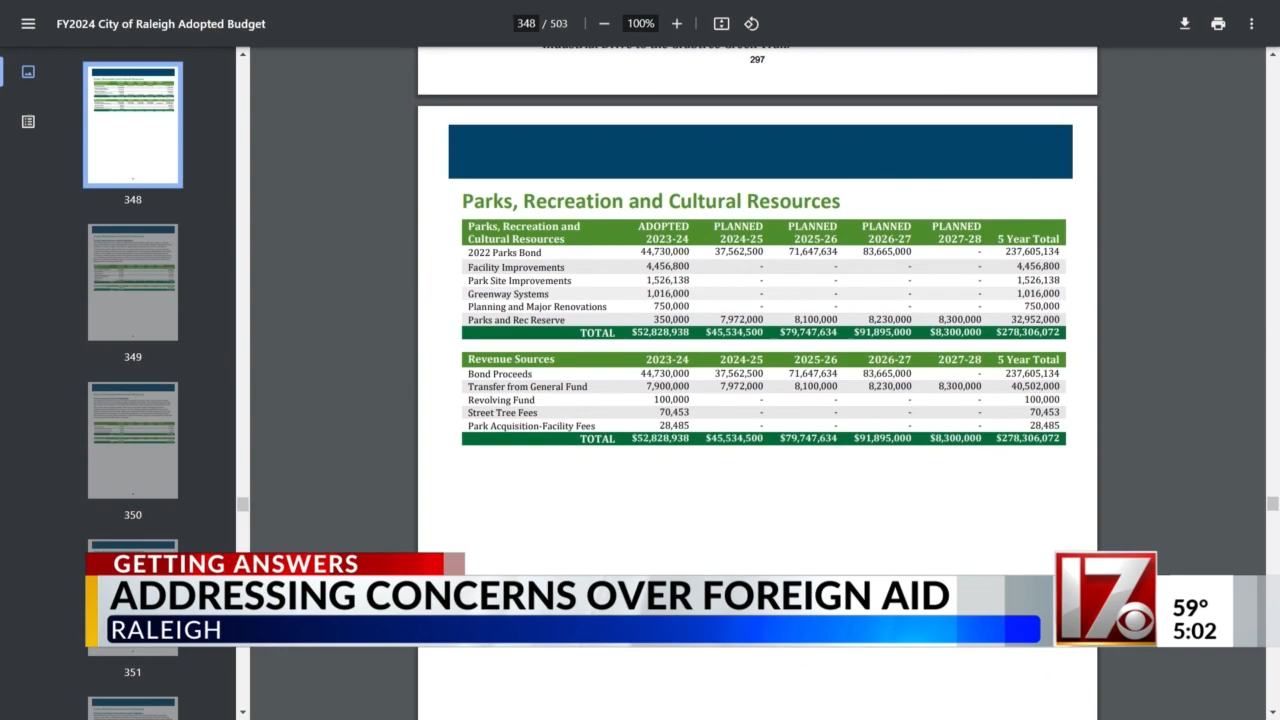 FY2024 City of Raleigh Adopted Budget
348 / 503
100%
297
348
349
350
351
Parks, Recreation and Cultural Resources
Parks, Recreation and Cultural Resources ADOPTED 2023-24 PLANNED 2024-25 PLANNED 2025-26 PLANNED 2026-27 PLANNED 2027-28 5 Year Total
2022 Parks Bond 44,730,000 37,562,500 71,647,634 83,665,000 - 237,605,134
Facility Improvements 4,456,800 - - - - 4,456,800
Park Site Improvements 1,526,138 - - - - 1,526,138
Greenway Systems 1,016,000 - - - - 1,016,000
Planning and Major Renovations 750,000 - - - - 750,000
Parks and Rec Reserve 350,000 7,972,000 8,100,000 8,230,000 8,300,000 32,952,000
TOTAL $52,828,938 $45,534,500 $79,747,634 $91,895,000 $8,300,000 $278,306,072
Revenue Sources 2023-24 2024-25 2025-26 2026-27 2027-28 5 Year Total
Bond Proceeds 44,730,000 37,562,500 71,647,634 83,665,000 - 237,605,134
Transfer from General Fund 7,900,000 7,972,000 8,100,000 8,230,000 8,300,000 40,502,000
Revolving Fund 100,000 - - - - 100,000
Street Tree Fees 70,453 - - - - 70,453
Park Acquisition-Facility Fees 28,485 - - - - 28,485
TOTAL $52,828,938 $45,534,500 $79,747,634 $91,895,000 $8,300,000 $278,306,072
GETTING ANSWERS
ADDRESSING CONCERNS OVER FOREIGN AID
RALEIGH
17
59°
5:02